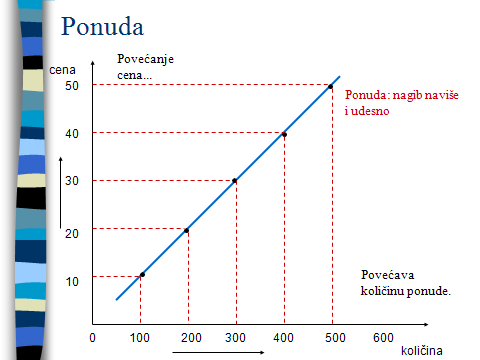 Ponuda
Povećanje
cena...
cena
50
Ponuda: nagib naviše
i udesno
40
30
20
10
Povećava
količinu ponude.
0 100 200 300 400 500 600
količina